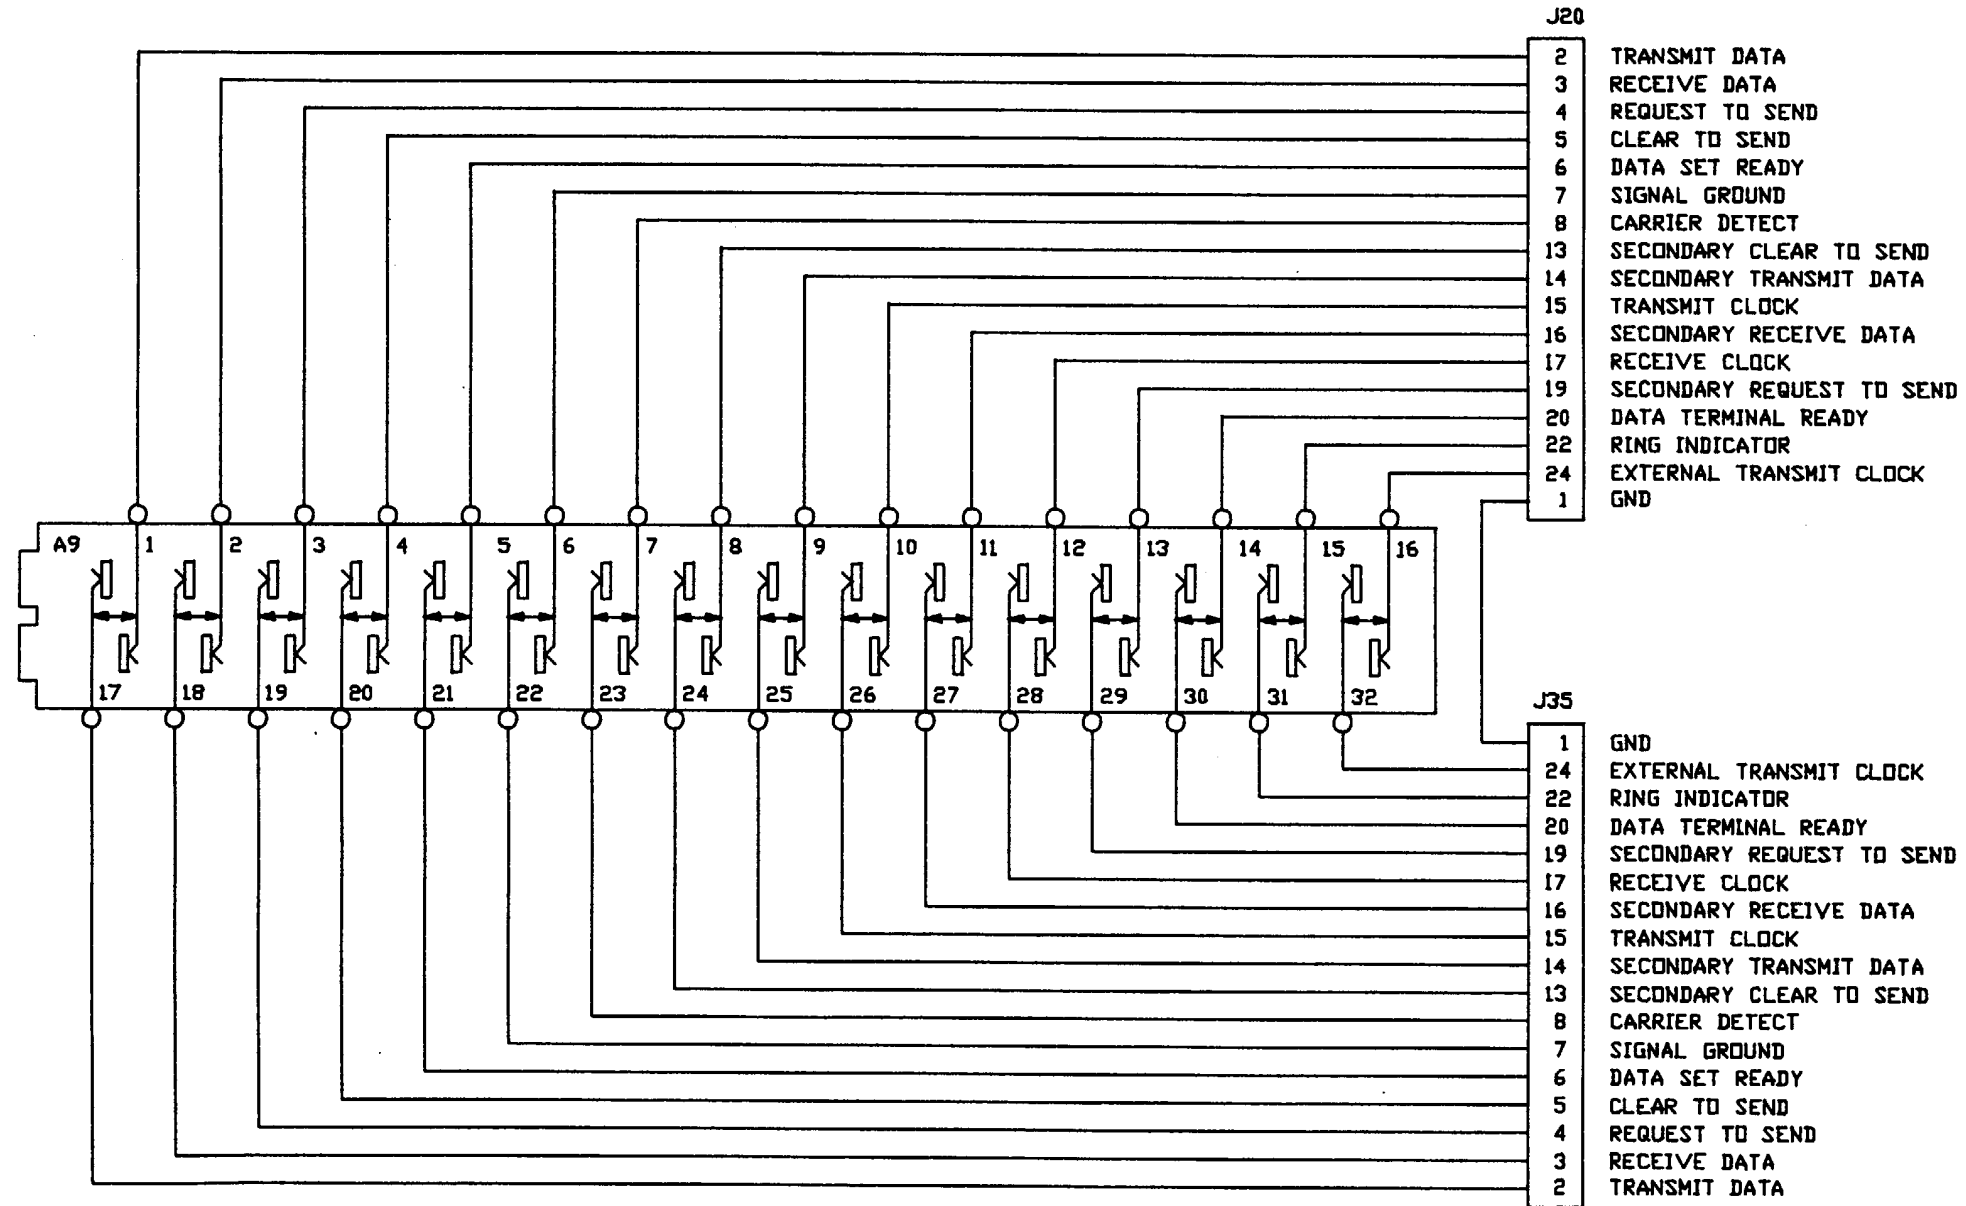 J20
2 TRANSMIT DATA
3 RECEIVE DATA
4 REQUEST TO SEND
5 CLEAR TO SEND
6 DATA SET READY
7 SIGNAL GROUND
8 CARRIER DETECT
13 SECONDARY CLEAR TO SEND
14 SECONDARY TRANSMIT DATA
15 TRANSMIT CLOCK
16 SECONDARY RECEIVE DATA
17 RECEIVE CLOCK
19 SECONDARY REQUEST TO SEND
20 DATA TERMINAL READY
22 RING INDICATOR
24 EXTERNAL TRANSMIT CLOCK
1 GND
A9 1 2 3 4 5 6 7 8 9 10 11 12 13 14 15 16
17 18 19 20 21 22 23 24 25 26 27 28 29 30 31 32
J35
1 GND
24 EXTERNAL TRANSMIT CLOCK
22 RING INDICATOR
20 DATA TERMINAL READY
19 SECONDARY REQUEST TO SEND
17 RECEIVE CLOCK
16 SECONDARY RECEIVE DATA
15 TRANSMIT CLOCK
14 SECONDARY TRANSMIT DATA
13 SECONDARY CLEAR TO SEND
8 CARRIER DETECT
7 SIGNAL GROUND
6 DATA SET READY
5 CLEAR TO SEND
4 REQUEST TO SEND
3 RECEIVE DATA
2 TRANSMIT DATA